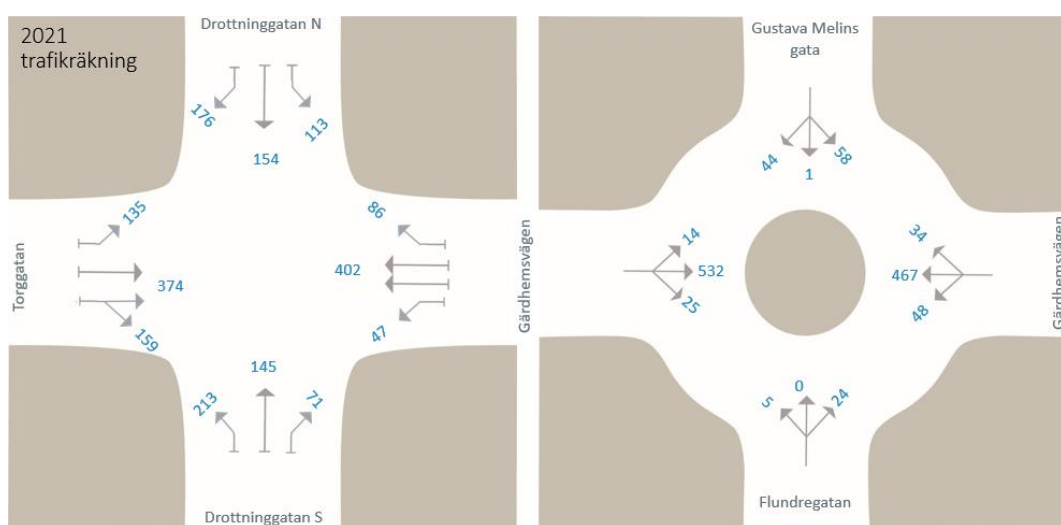 2021
trafikräkning
Drottninggatan N
176
154
113
135
374
159
Torggatan
86
402
47
Gärdhemsvägen
213
145
71
Drottninggatan S
Gustava Melins
gata
44
1
58
14
532
25
34
467
48
Gärdhemsvägen
5
0
24
Flundregatan